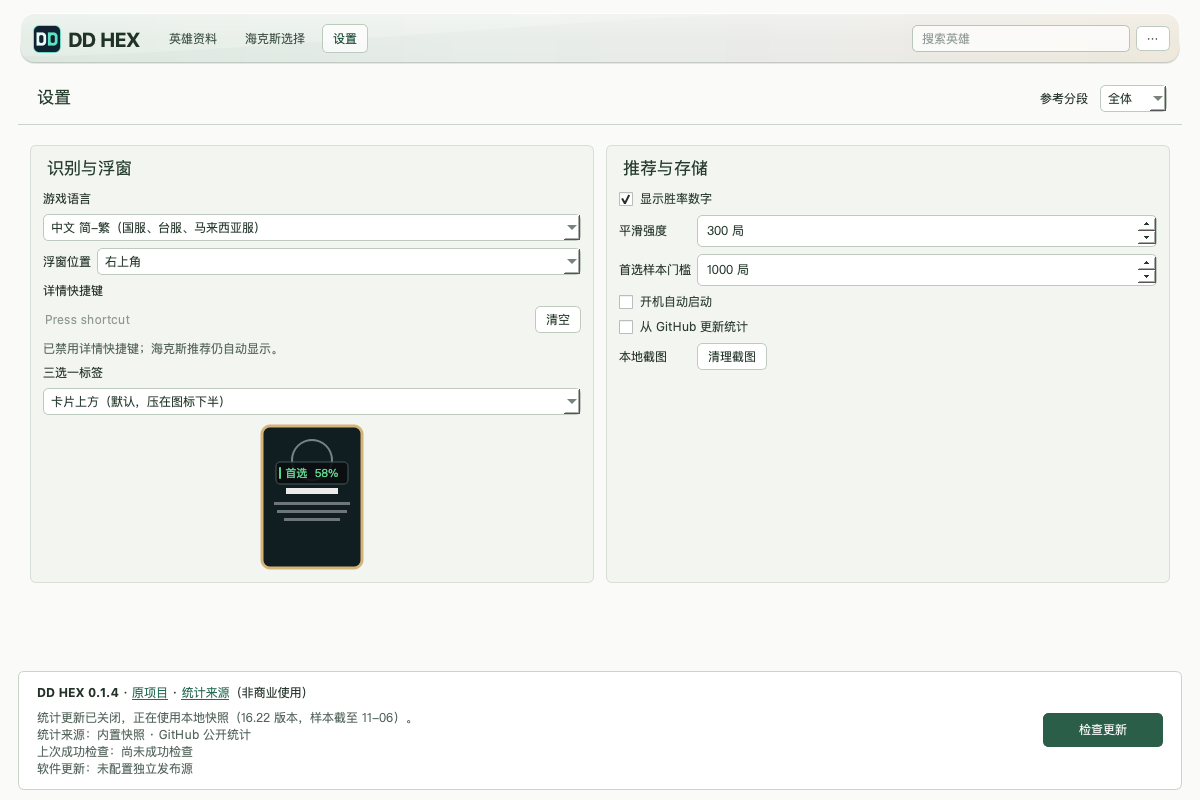 DD DD HEX 英雄资料 海克斯选择 设置 搜索英雄 ...
设置 参考分段 全体
识别与浮窗
游戏语言
中文 简-繁（国服、台服、马来西亚服）
浮窗位置 右上角
详情快捷键
Press shortcut 清空
已禁用详情快捷键；海克斯推荐仍自动显示。
三选一标签
卡片上方（默认，压在图标下半）
首选 58%
推荐与存储
显示胜率数字
平滑强度 300 局
首选样本门槛 1000 局
开机自动启动
从 GitHub 更新统计
本地截图 清理截图
DD HEX 0.1.4 · 原项目 · 统计来源（非商业使用）
统计更新已关闭，正在使用本地快照（16.22 版本，样本截至 11-06）。
统计来源：内置快照 · GitHub 公开统计
上次成功检查：尚未成功检查
软件更新：未配置独立发布源
检查更新